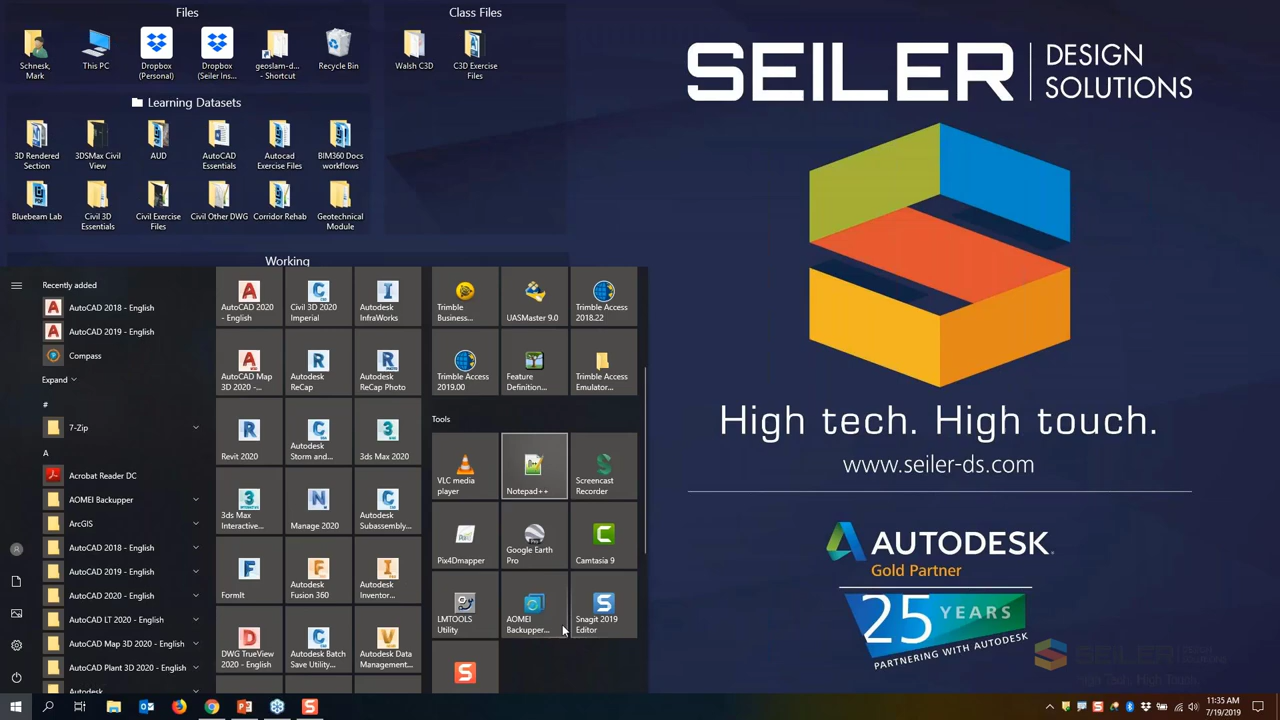 Files
Class Files
Schneik,
Mark
This PC
Dropbox
(Personal)
Dropbox
(Seiler Ins...
geoslam-d...
- Shortcut
Recycle Bin
Walsh C3D
C3D Exercise
Files
Learning Datasets
3D Rendered
Section
3DSMax Civil
View
AUD
AutoCAD
Essentials
Autocad
Exercise Files
BIM360 Docs
workflows
Bluebeam Lab
Civil 3D
Essentials
Civil Exercise
Files
Civil Other DWG
Corridor Rehab
Geotechnical
Module
Working
Recently added
AutoCAD 2018 - English
AutoCAD 2019 - English
Compass
Expand
#
7-Zip
A
Acrobat Reader DC
AOMEI Backupper
ArcGIS
AutoCAD 2018 - English
AutoCAD 2019 - English
AutoCAD 2020 - English
AutoCAD LT 2020 - English
AutoCAD Map 3D 2020 - English
AutoCAD Plant 3D 2020 - English
Autodesk
AutoCAD 2020
- English
Civil 3D 2020
Imperial
Autodesk
InfraWorks
AutoCAD Map
3D 2020 -...
Autodesk
ReCap
Autodesk
ReCap Photo
Revit 2020
Autodesk
Storm and...
3ds Max 2020
3ds Max
Interactive...
Manage 2020
Autodesk
Subassembly...
FormIt
Autodesk
Fusion 360
Autodesk
Inventor...
DWG TrueView
2020 - English
Autodesk Batch
Save Utility...
Autodesk Data
Management...
Trimble
Business...
UASMaster 9.0
Trimble Access
2018.22
Trimble Access
2019.00
Feature
Definition...
Trimble Access
Emulator...
Tools
VLC media
player
Notepad++
Screencast
Recorder
Pix4Dmapper
Google Earth
Pro
Camtasia 9
LMTOOLS
Utility
AOMEI
Backupper...
Snagit 2019
Editor
SEILER
DESIGN
SOLUTIONS
High tech. High touch.
www.seiler-ds.com
AUTODESK.
Gold Partner
25 YEARS
PARTNERING WITH AUTODESK
SEILER DESIGN SOLUTIONS
High Tech. High Touch.
11:35 AM
7/19/2019